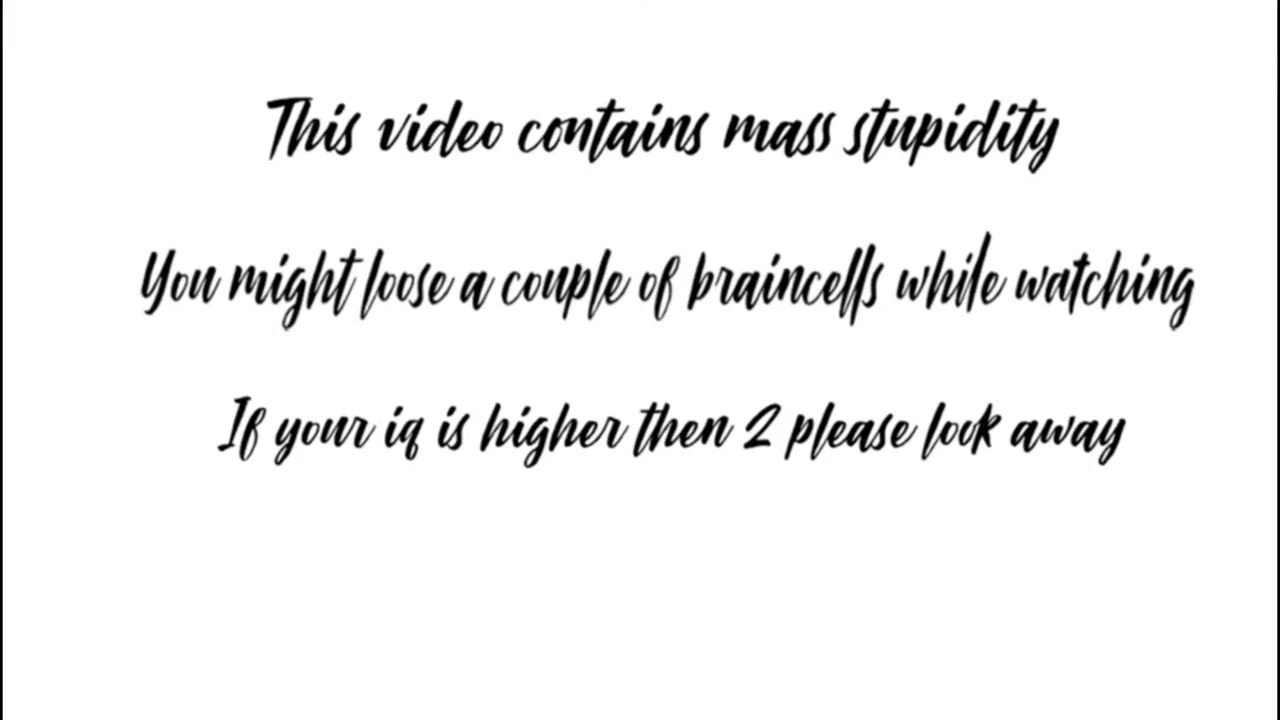 This video contains mass stupidity
You might loose a couple of braincells while watching
If your iq is higher then 2 please look away